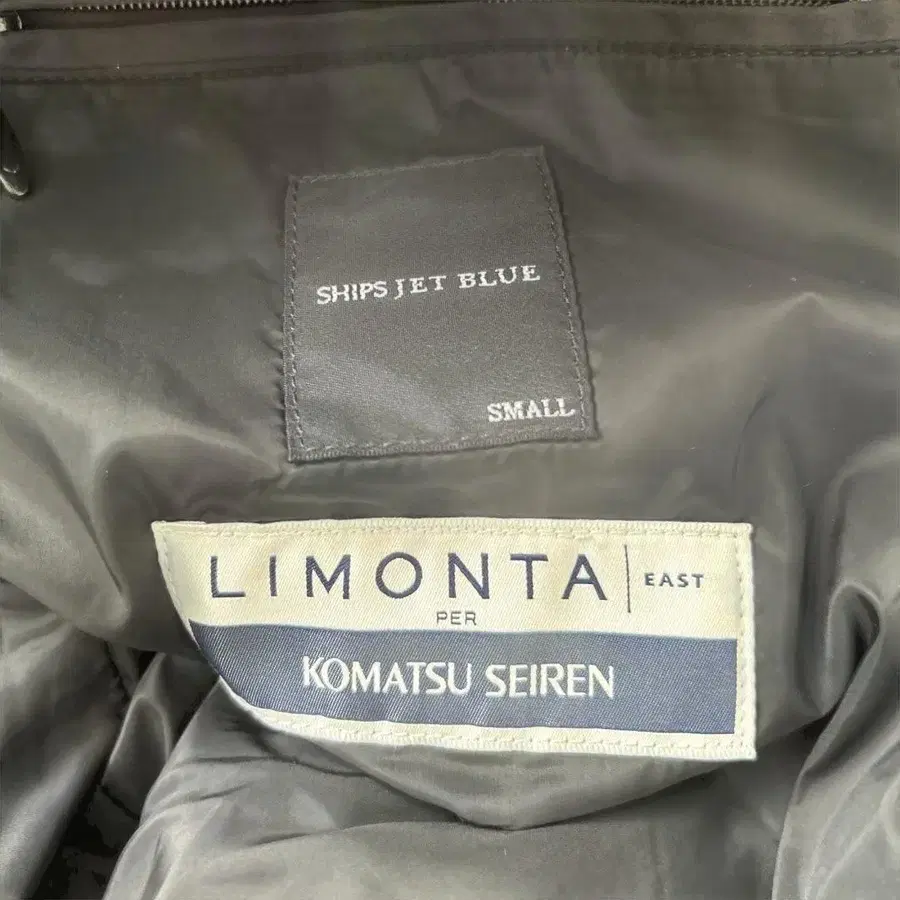 SHIPS JET BLUE
SMALL
LIMONTA | EAST
PER
KOMATSU SEIREN